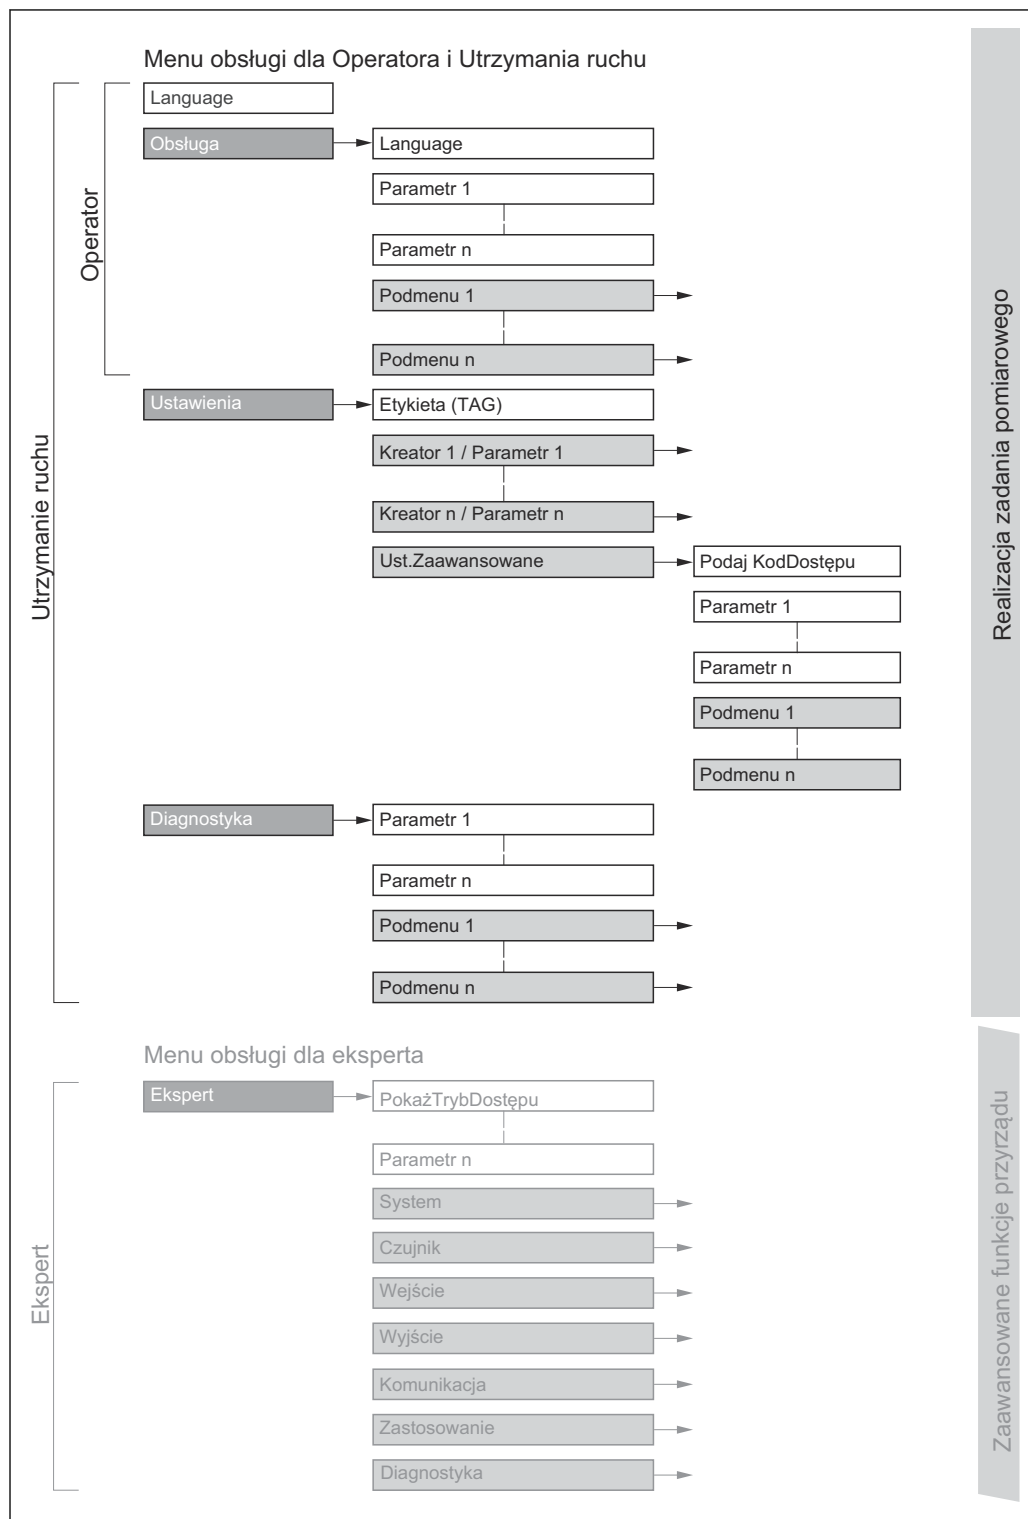 Menu obsługi dla Operatora i Utrzymania ruchu
Language
Obsługa
Language
Parametr 1
Parametr n
Podmenu 1
Podmenu n
Operator
Ustawienia
Etykieta (TAG)
Kreator 1 / Parametr 1
Kreator n / Parametr n
Ust.Zaawansowane
Podaj KodDostępu
Parametr 1
Parametr n
Podmenu 1
Podmenu n
Utrzymanie ruchu
Diagnostyka
Parametr 1
Parametr n
Podmenu 1
Podmenu n
Realizacja zadania pomiarowego
Menu obsługi dla eksperta
Ekspert
PokażTrybDostępu
Parametr n
System
Czujnik
Wejście
Wyjście
Komunikacja
Zastosowanie
Diagnostyka
Ekspert
Zaawansowane funkcje przyrządu